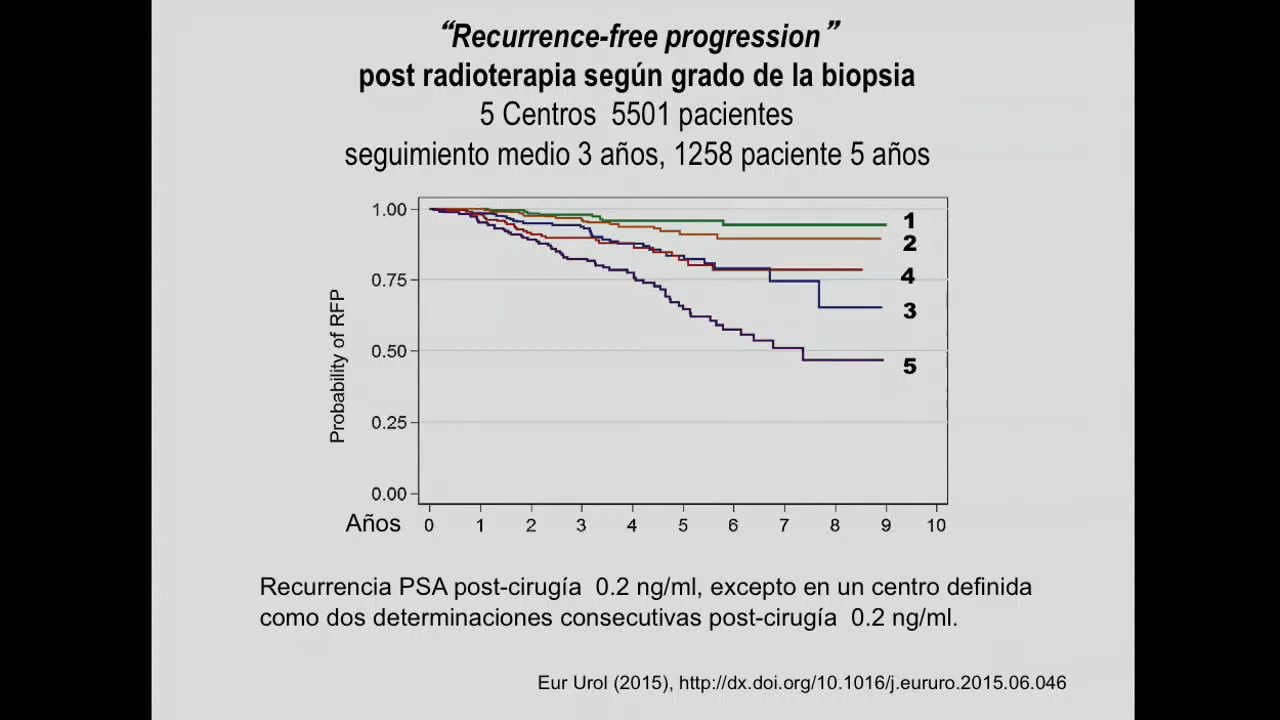 “Recurrence-free progression”
post radioterapia según grado de la biopsia
5 Centros 5501 pacientes
seguimiento medio 3 años, 1258 paciente 5 años
1.00
0.75
0.50
0.25
0.00
Probability of RFP
1
2
4
3
5
Años 0 1 2 3 4 5 6 7 8 9 10
Recurrencia PSA post-cirugía 0.2 ng/ml, excepto en un centro definida
como dos determinaciones consecutivas post-cirugía 0.2 ng/ml.
Eur Urol (2015), http://dx.doi.org/10.1016/j.eururo.2015.06.046